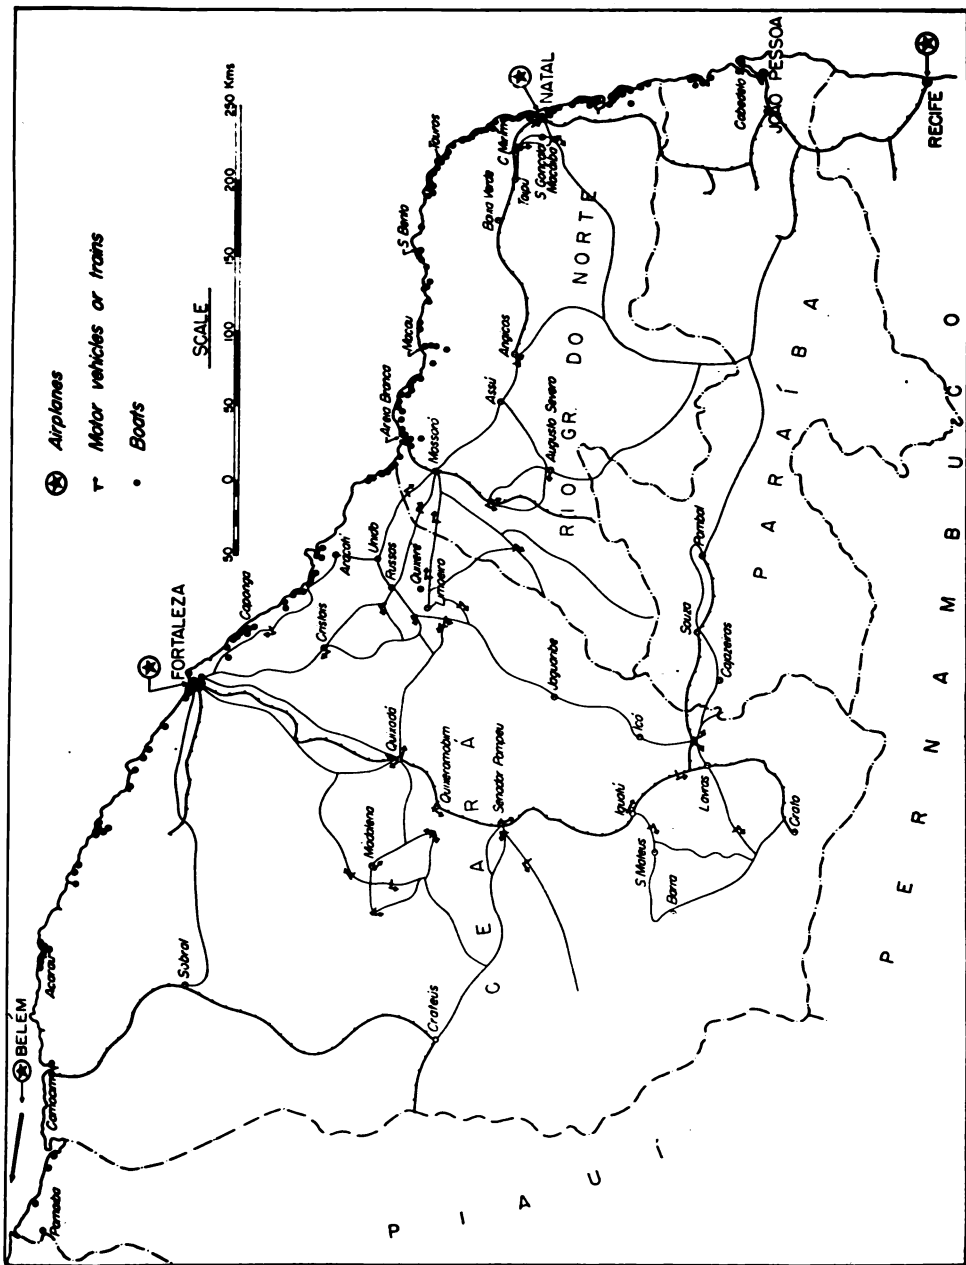 Airplanes
Motor vehicles or trains
Boats
SCALE
50 0 50 100 150 200 250 Kms
BELÉM
Parnaiba
Camocim
Acaraú
Sobral
FORTALEZA
Caponga
Cristais
Aracati
União
Russas
Quixeré
Limoeiro
Areia Branca
Mossoró
Macau
S Bento
Touros
NATAL
C Mirim
Taipú
S Gonçalo
Macaíba
Baixa Verde
Angicos
Assú
Augusto Severo
RIO GR. DO NORTE
Cabedelo
JOÃO PESSOA
RECIFE
Quixadá
Quixeramobim
Madalena
Senador Pompeu
Crateús
CEARÁ
Jaguaribe
Icó
Iguatú
S Mateus
Barra
Lavras
Crato
Cajazeiras
Souza
Pombal
PARAÍBA
PERNAMBUCO
PIAUÍ